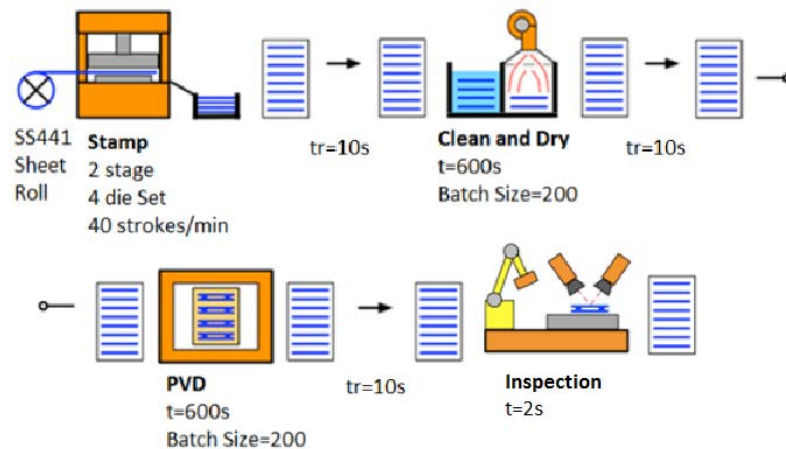 SS441
Sheet
Roll
Stamp
2 stage
4 die Set
40 strokes/min
tr=10s
Clean and Dry
t=600s
Batch Size=200
tr=10s
PVD
t=600s
Batch Size=200
tr=10s
Inspection
t=2s